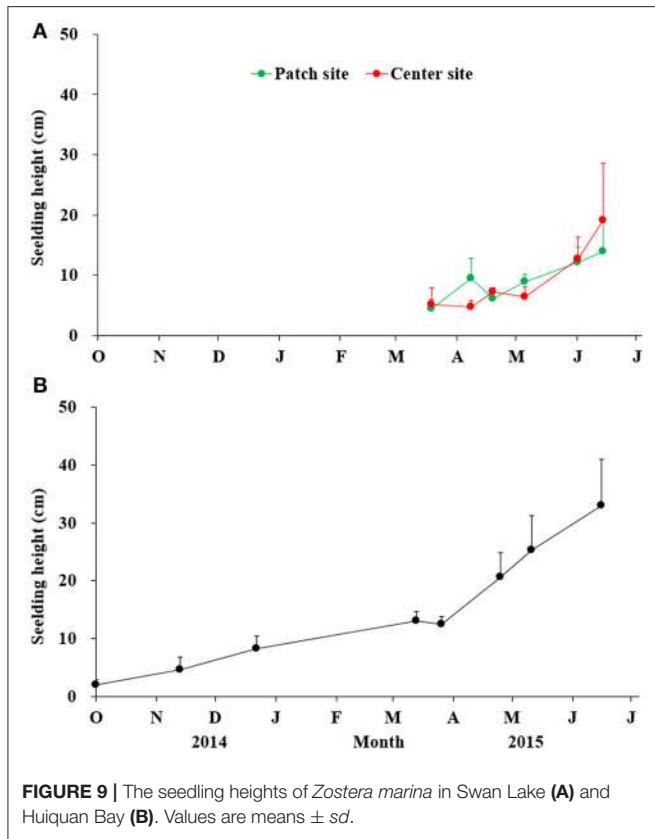 A
50
40
30
20
10
0
Seelding height (cm)
Patch site Center site
O N D J F M A M J J
B
50
40
30
20
10
0
Seelding height (cm)
O N D J F M A M J J
2014 Month 2015
FIGURE 9 | The seedling heights of Zostera marina in Swan Lake (A) and
Huiquan Bay (B). Values are means ± sd.